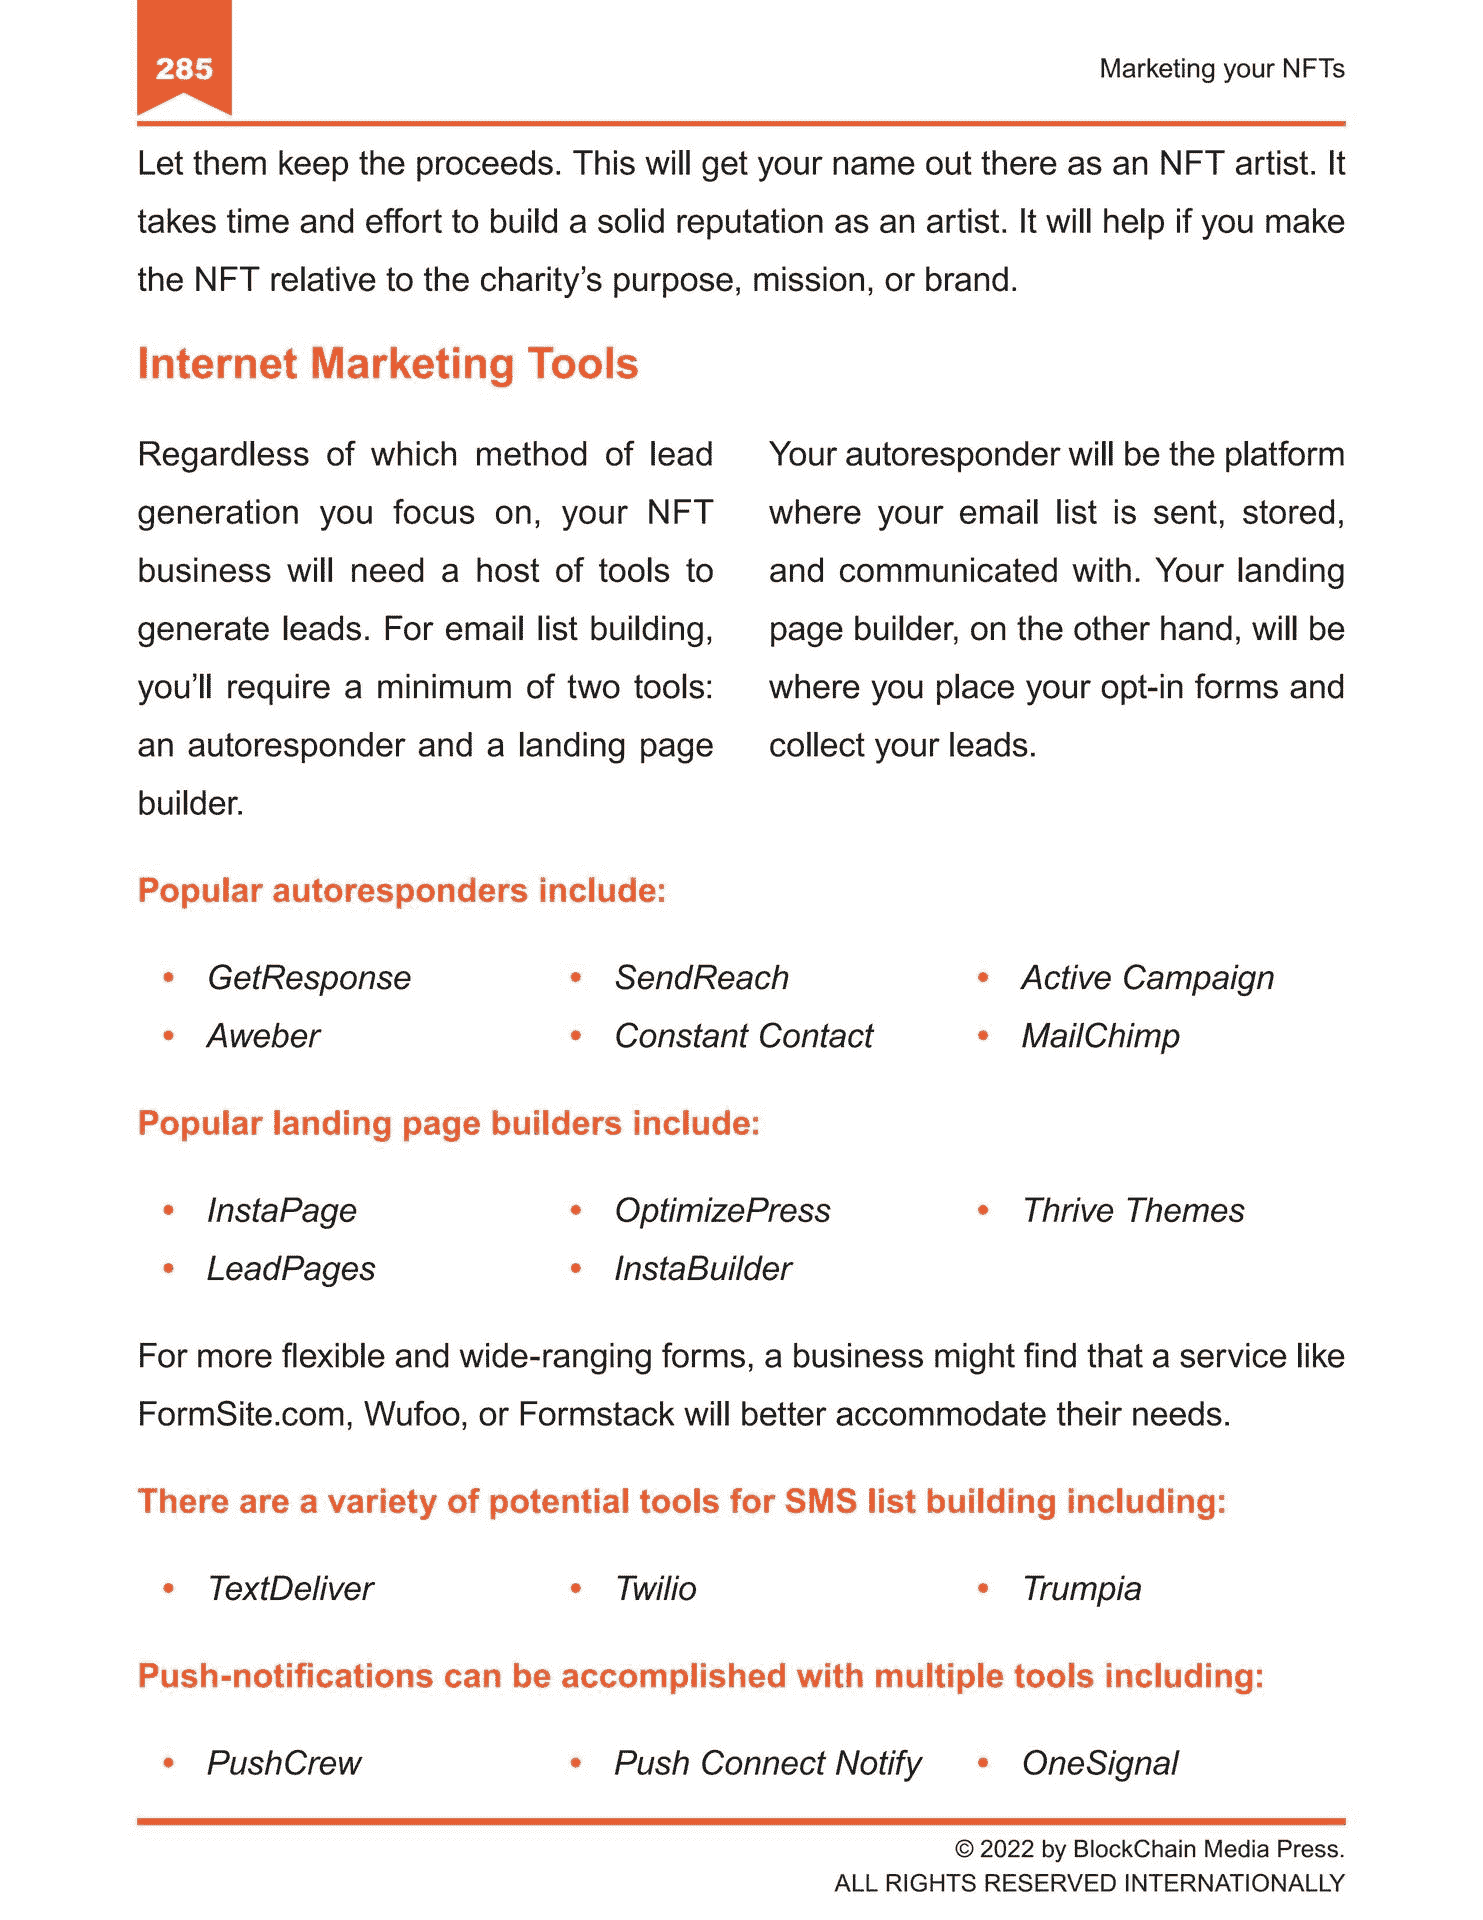 285
Marketing your NFTs
Let them keep the proceeds. This will get your name out there as an NFT artist. It
takes time and effort to build a solid reputation as an artist. It will help if you make
the NFT relative to the charity’s purpose, mission, or brand.
Internet Marketing Tools
Regardless of which method of lead
generation you focus on, your NFT
business will need a host of tools to
generate leads. For email list building,
you’ll require a minimum of two tools:
an autoresponder and a landing page
builder.
Your autoresponder will be the platform
where your email list is sent, stored,
and communicated with. Your landing
page builder, on the other hand, will be
where you place your opt-in forms and
collect your leads.
Popular autoresponders include:
• GetResponse
• Aweber
• SendReach
• Constant Contact
• Active Campaign
• MailChimp
Popular landing page builders include:
• InstaPage
• LeadPages
• OptimizePress
• InstaBuilder
• Thrive Themes
For more flexible and wide-ranging forms, a business might find that a service like
FormSite.com, Wufoo, or Formstack will better accommodate their needs.
There are a variety of potential tools for SMS list building including:
• TextDeliver
• Twilio
• Trumpia
Push-notifications can be accomplished with multiple tools including:
• PushCrew
• Push Connect Notify
• OneSignal
© 2022 by BlockChain Media Press.
ALL RIGHTS RESERVED INTERNATIONALLY